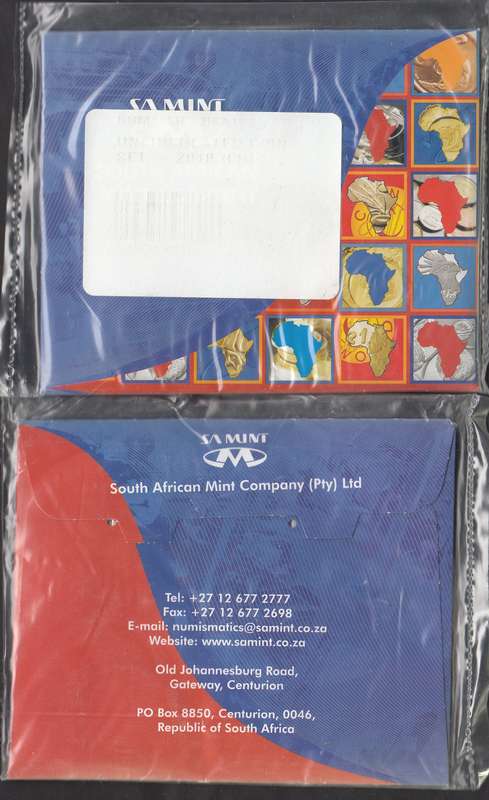 SA MINT
SA MINT
South African Mint Company (Pty) Ltd
Tel: +27 12 677 2777
Fax: +27 12 677 2698
E-mail: numismatics@samint.co.za
Website: www.samint.co.za
Old Johannesburg Road,
Gateway, Centurion
PO Box 8850, Centurion, 0046,
Republic of South Africa